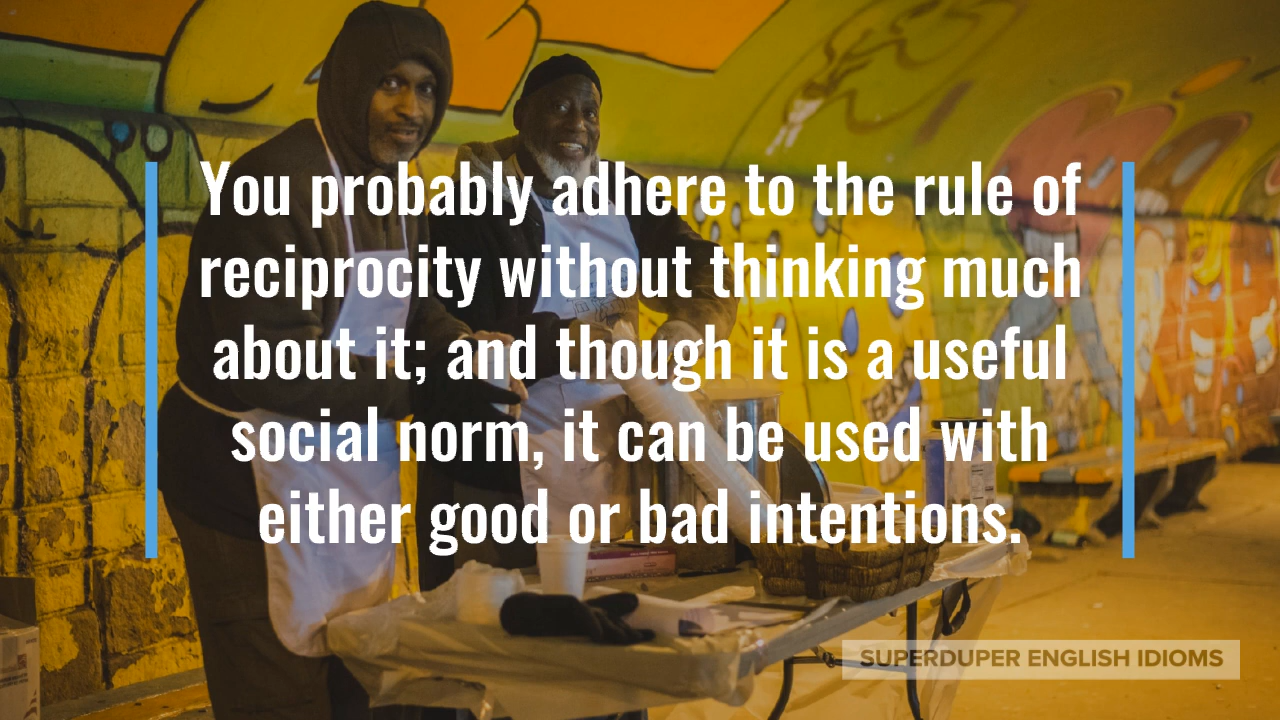 You probably adhere to the rule of
reciprocity without thinking much
about it; and though it is a useful
social norm, it can be used with
either good or bad intentions.
SUPERDUPER ENGLISH IDIOMS